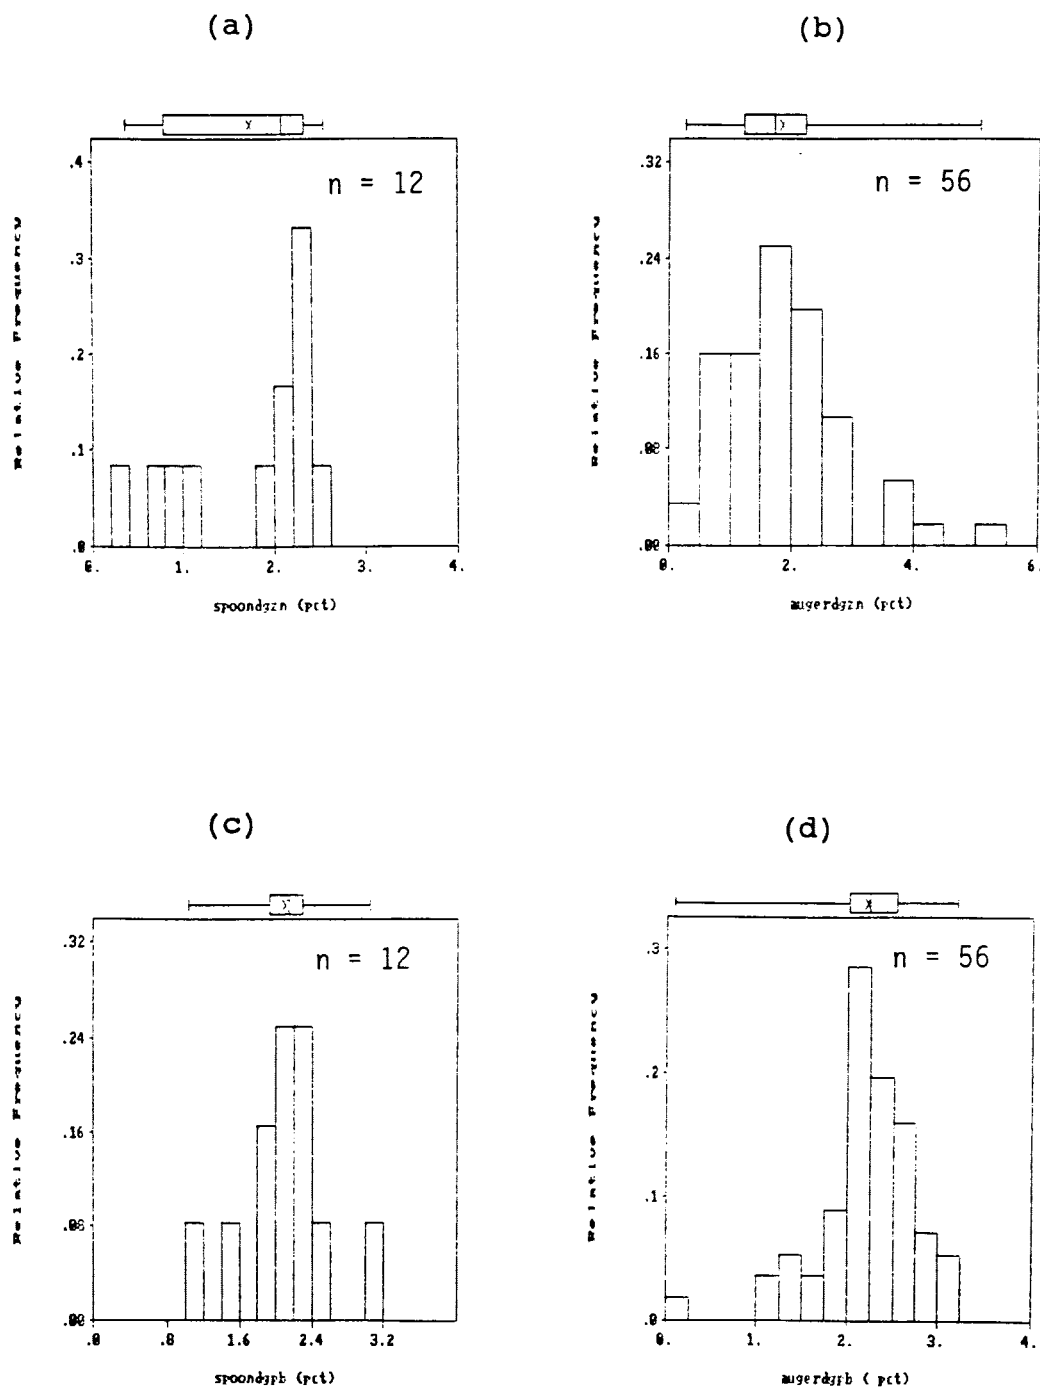 (a)
n = 12
.4
.3
.2
.1
.0
0.
1.
2.
3.
4.
Relative Frequency
spoondgzn (pct)
(b)
n = 56
.32
.24
.16
.08
.00
0.
2.
4.
6.
Relative Frequency
augerdgzn (pct)
(c)
n = 12
.32
.24
.16
.08
.00
.0
.8
1.6
2.4
3.2
Relative Frequency
spoondgpb (pct)
(d)
n = 56
.3
.2
.1
.0
.0
1.
2.
3.
4.
Relative Frequency
augerdgpb ( pct)